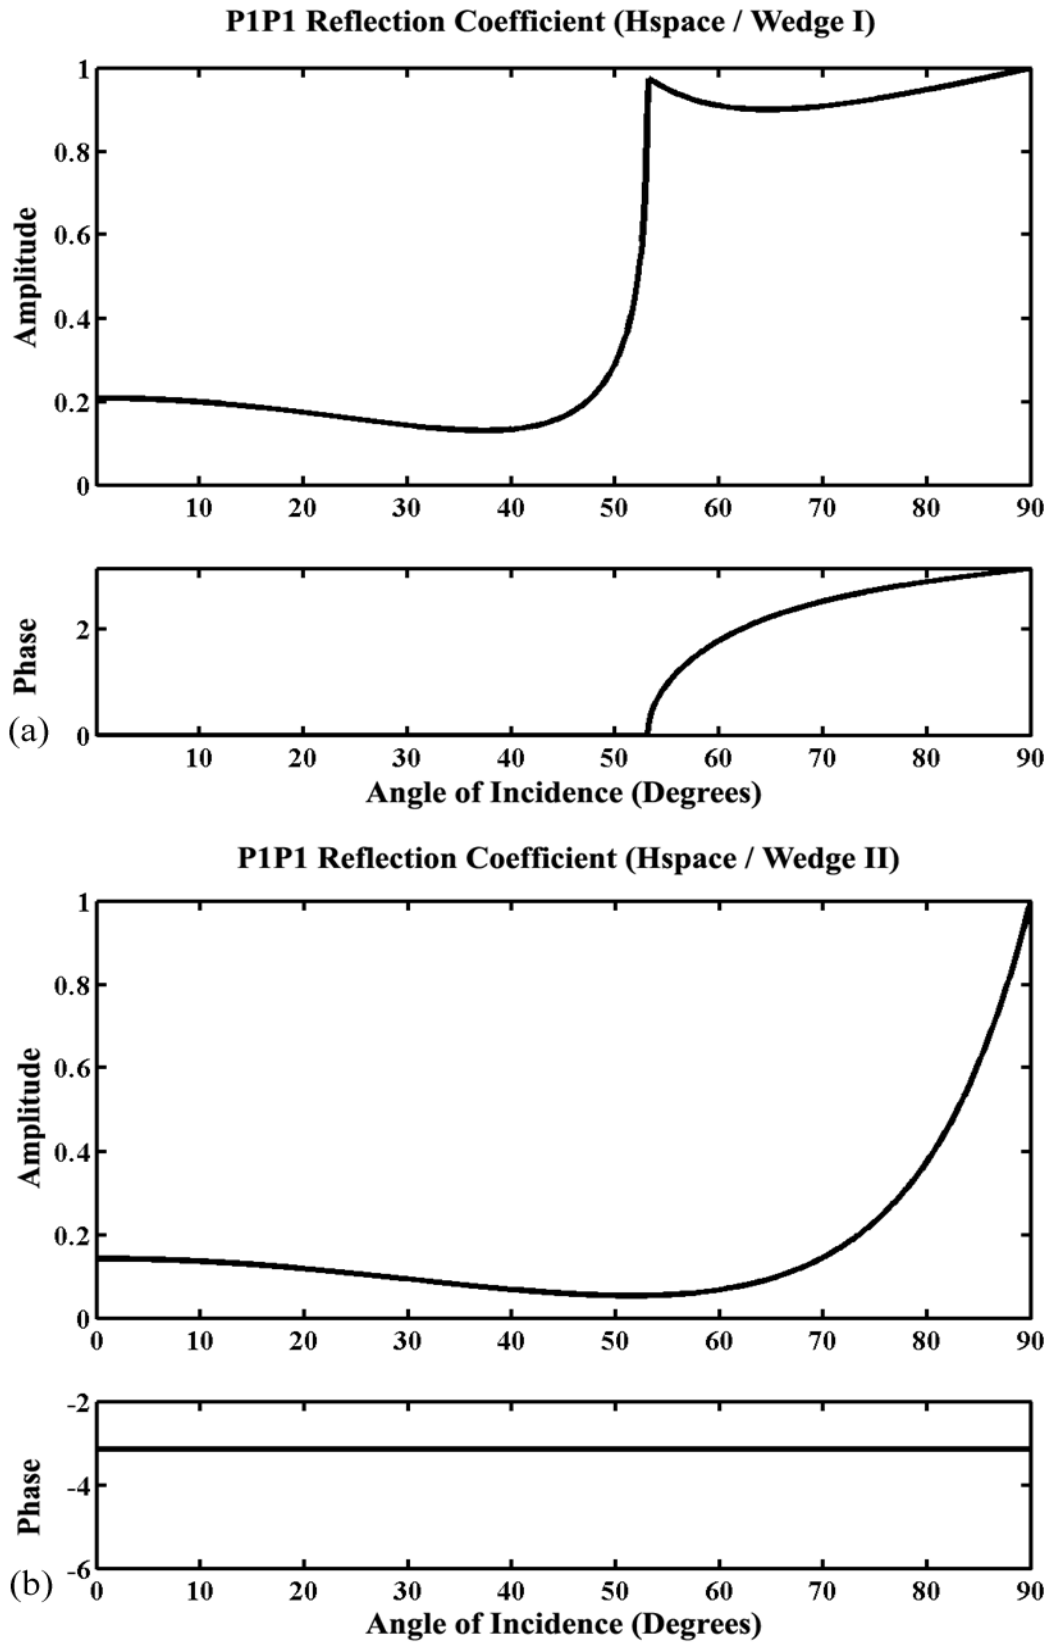 P1P1 Reflection Coefficient (Hspace / Wedge I)
Amplitude
1
0.8
0.6
0.4
0.2
0
10 20 30 40 50 60 70 80 90
Phase
2
0
(a)
10 20 30 40 50 60 70 80 90
Angle of Incidence (Degrees)
P1P1 Reflection Coefficient (Hspace / Wedge II)
Amplitude
1
0.8
0.6
0.4
0.2
0
0 10 20 30 40 50 60 70 80 90
Phase
-2
-4
-6
(b)
0 10 20 30 40 50 60 70 80 90
Angle of Incidence (Degrees)